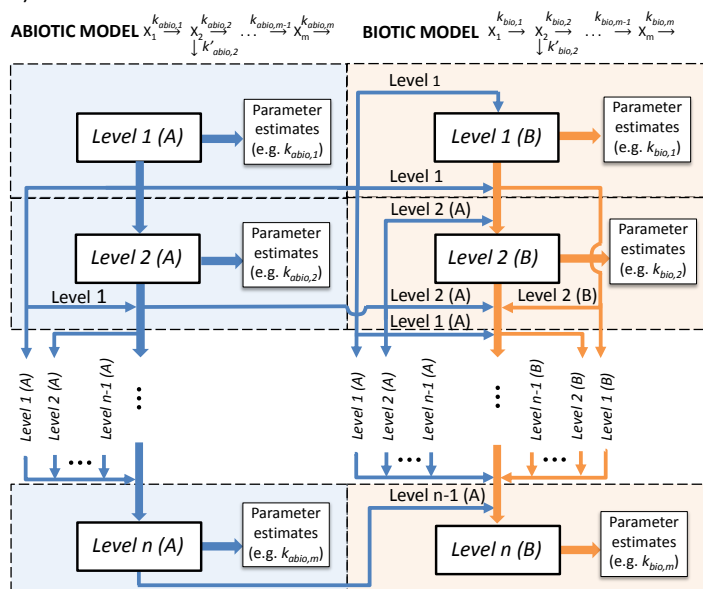 ABIOTIC MODEL X1 →kabio,1 X2 →kabio,2 ... →kabio,m-1 Xm →kabio,m
↓ k'abio,2
BIOTIC MODEL X1 →kbio,1 X2 →kbio,2 ... →kbio,m-1 Xm →kbio,m
↓ k'bio,2
Level 1 (A)
Parameter
estimates
(e.g. kabio,1)
Level 1
Level 1 (B)
Parameter
estimates
(e.g. kbio,1)
Level 1
Level 2 (A)
Level 2 (A)
Parameter
estimates
(e.g. kabio,2)
Level 2 (B)
Parameter
estimates
(e.g. kbio,2)
Level 1
Level 2 (A)
Level 2 (B)
Level 1 (A)
Level 1 (A)
Level 2 (A)
Level n-1 (A)
...
...
Level 1 (A)
Level 2 (A)
Level n-1 (A)
...
...
Level n-1 (B)
Level 2 (B)
Level 1 (B)
...
Level n-1 (A)
Level n (A)
Parameter
estimates
(e.g. kabio,m)
Level n (B)
Parameter
estimates
(e.g. kbio,m)